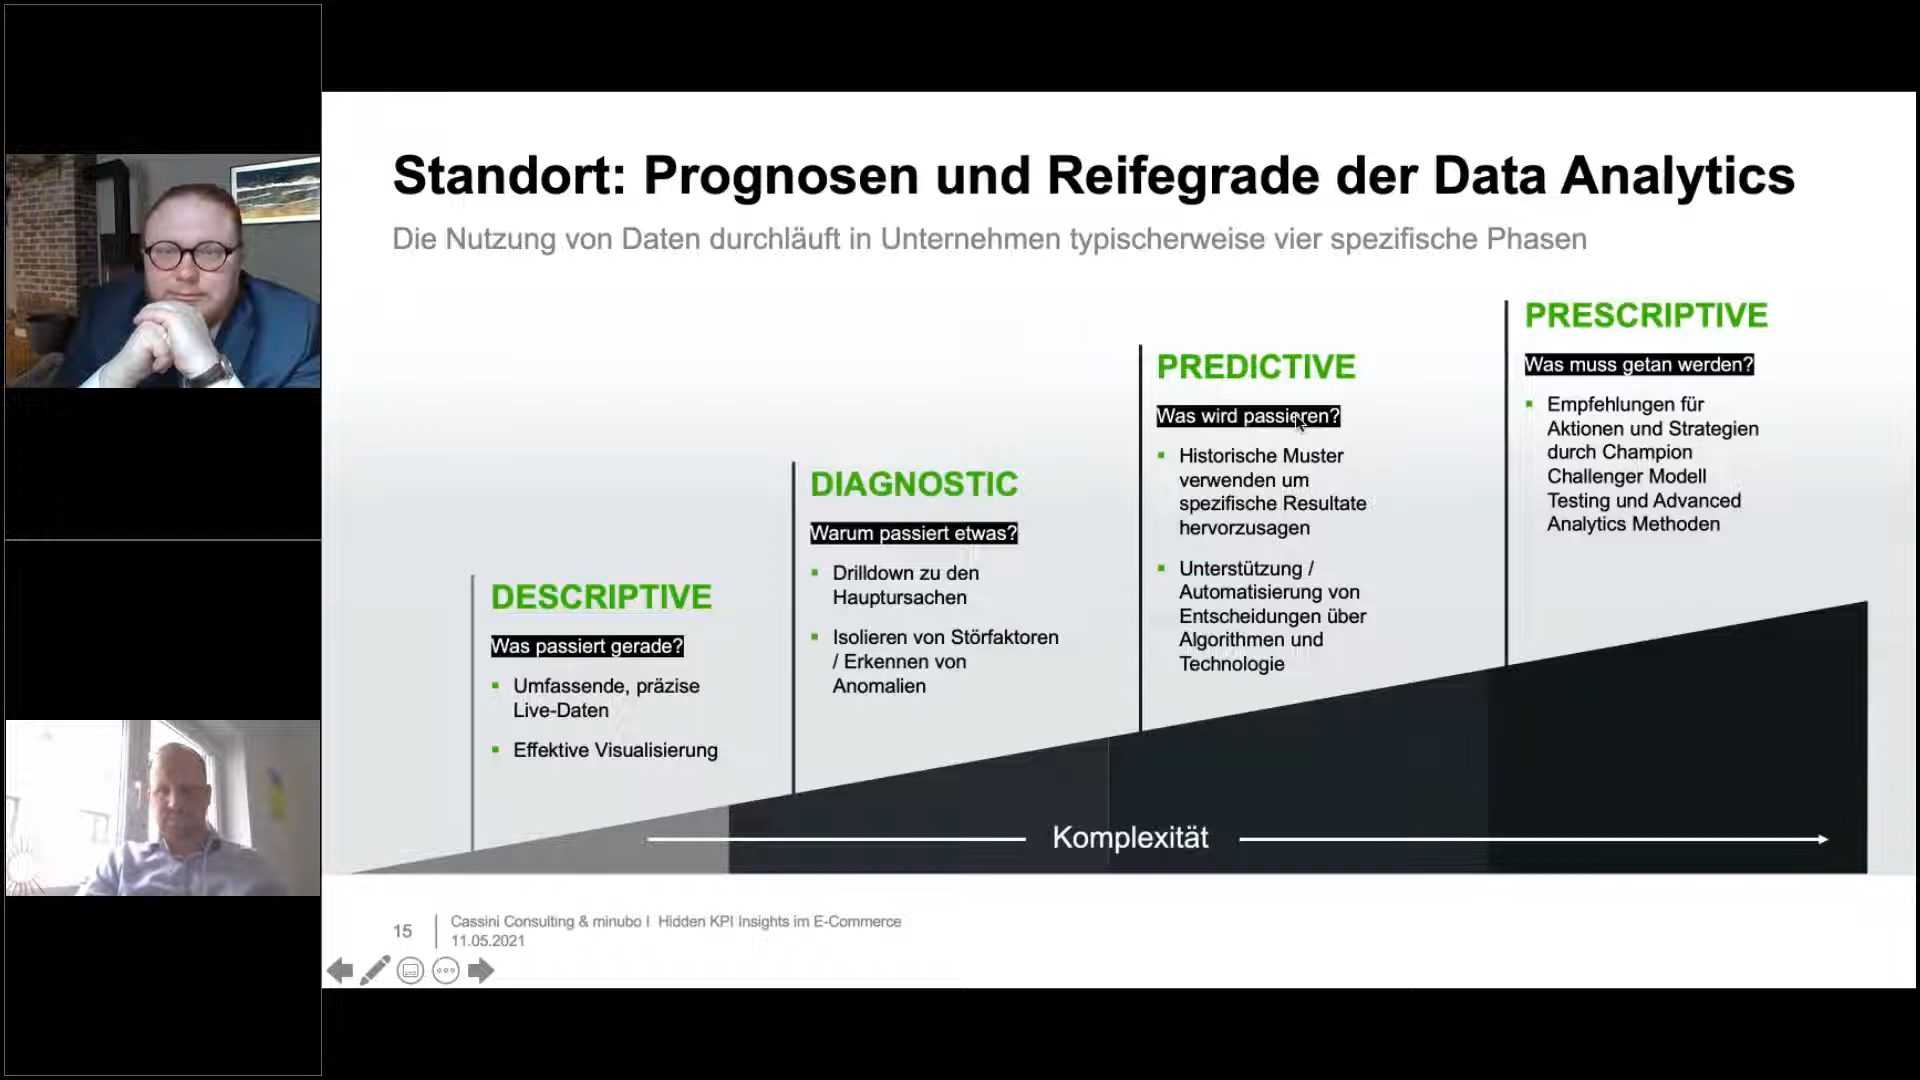 Standort: Prognosen und Reifegrade der Data Analytics
Die Nutzung von Daten durchläuft in Unternehmen typischerweise vier spezifische Phasen
DESCRIPTIVE
Was passiert gerade?
Umfassende, präzise
Live-Daten
Effektive Visualisierung
DIAGNOSTIC
Warum passiert etwas?
Drilldown zu den
Hauptursachen
Isolieren von Störfaktoren
/ Erkennen von
Anomalien
PREDICTIVE
Was wird passieren?
Historische Muster
verwenden um
spezifische Resultate
hervorzusagen
Unterstützung /
Automatisierung von
Entscheidungen über
Algorithmen und
Technologie
PRESCRIPTIVE
Was muss getan werden?
Empfehlungen für
Aktionen und Strategien
durch Champion
Challenger Modell
Testing und Advanced
Analytics Methoden
Komplexität
15
Cassini Consulting & minubo I Hidden KPI Insights im E-Commerce
11.05.2021